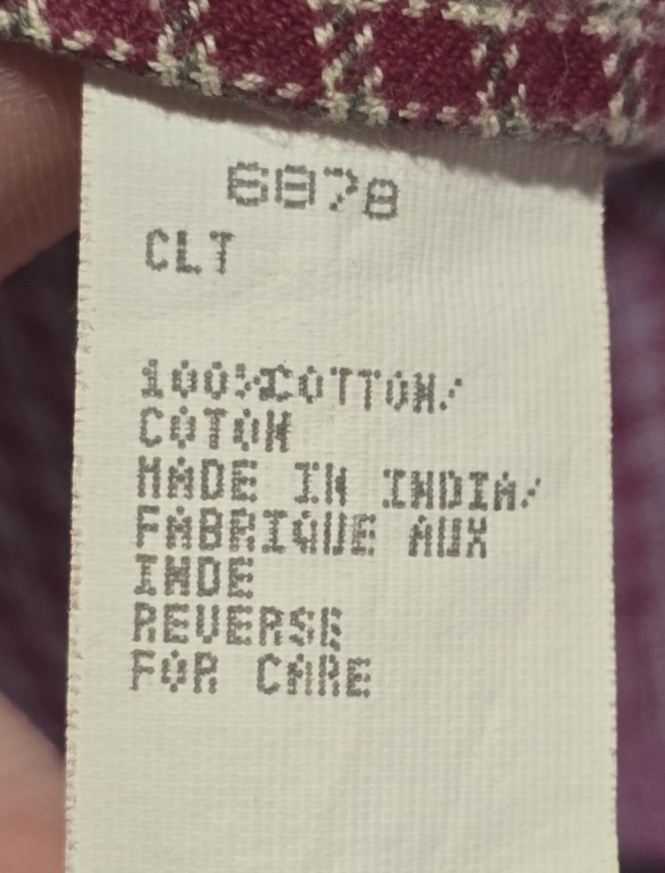 6878
CLT
100%COTTON/
COTON
MADE IN INDIA/
FABRIQUE AUX
INDE
REVERSE
FOR CARE